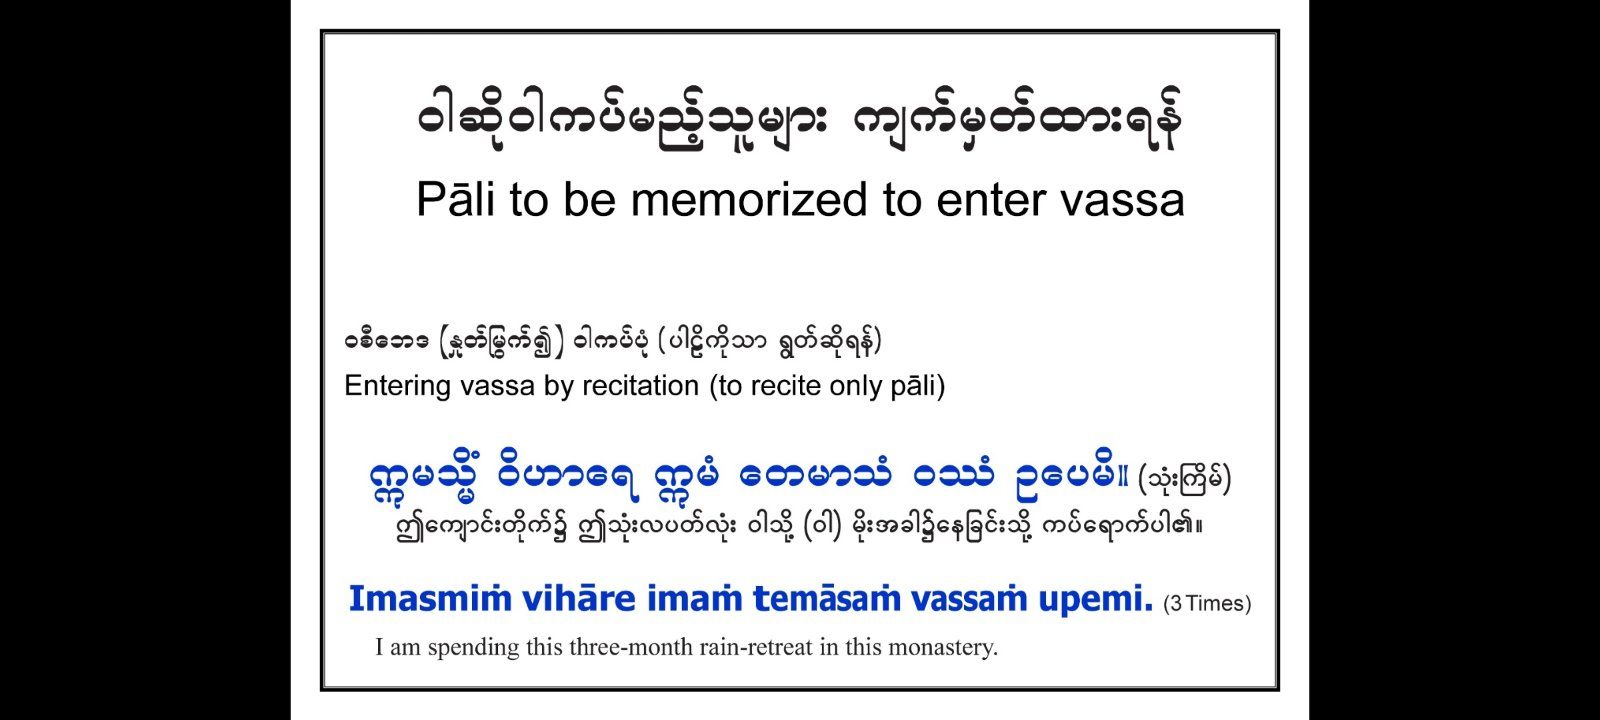 ဝါဆိုဝါကပ်မည့်သူများ ကျက်မှတ်ထားရန်
Pāli to be memorized to enter vassa
ဝစီဘေဒ (နှုတ်မြွက်၍) ဝါကပ်ပုံ (ပါဠိကိုသာ ရွတ်ဆိုရန်)
Entering vassa by recitation (to recite only pāli)
ဣမသ္မိံ ဝိဟာရေ ဣမံ တေမာသံ ဝဿံ ဥပေမိ။ (သုံးကြိမ်)
ဤကျောင်းတိုက်၌ ဤသုံးလပတ်လုံး ဝါသို့ (ဝါ) မိုးအခါ၌နေခြင်းသို့ ကပ်ရောက်ပါ၏။
Imasmiṁ vihāre imaṁ temāsaṁ vassaṁ upemi. (3 Times)
I am spending this three-month rain-retreat in this monastery.